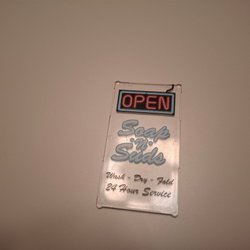 OPEN
Soap
"N"
Suds
Wash - Dry - Fold
24 Hour Service